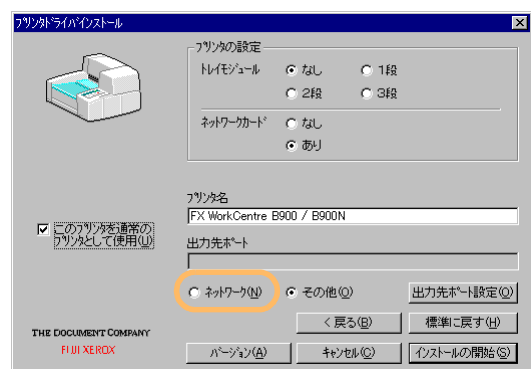 プリンタドライバインストール
プリンタの設定
トレイモジュール
なし
1段
2段
3段
ネットワークカード
なし
あり
プリンタ名
FX WorkCentre B900 / B900N
このプリンタを通常の
プリンタとして使用(U)
出力先ポート
ネットワーク(N)
その他(O)
出力先ポート設定(O)
< 戻る(B)
標準に戻す(H)
THE DOCUMENT COMPANY
FUJI XEROX
バージョン(A)
キャンセル(C)
インストールの開始(S)